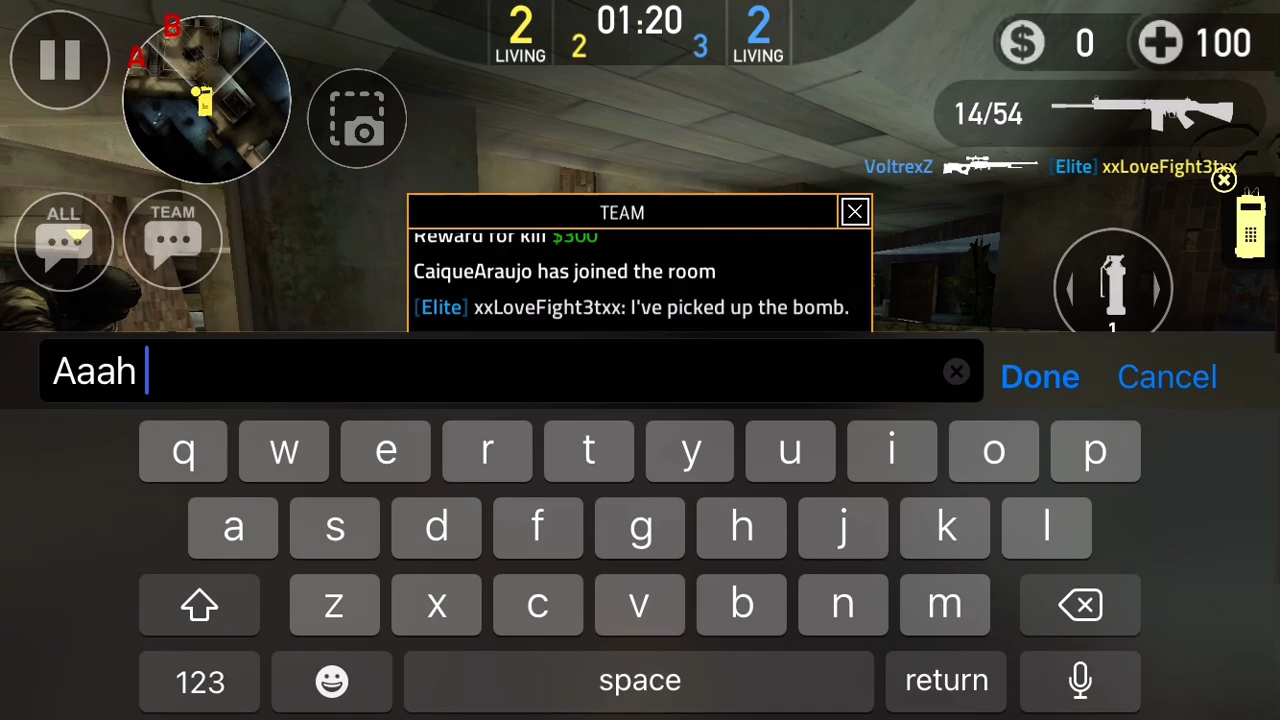 B
A
2
LIVING
2
01:20
3
2
LIVING
$ 0
100
14/54
VoltrexZ [Elite] xxLoveFight3txx
ALL
TEAM
TEAM
Reward for kill $300
CaiqueAraujo has joined the room
[Elite] xxLoveFight3txx: I've picked up the bomb.
1
Aaah
Done
Cancel
q w e r t y u i o p
a s d f g h j k l
z x c v b n m
123
space
return